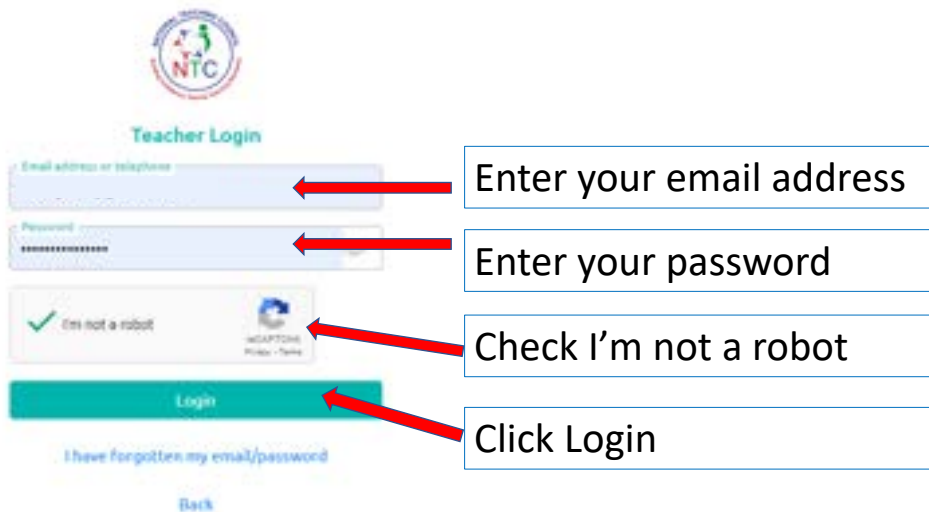 NTC
Teacher Login
Email address or telephone
Enter your email address
Password
Enter your password
I'm not a robot
reCAPTCHA
Privacy - Terms
Check I’m not a robot
Login
Click Login
I have forgotten my email/password
Back